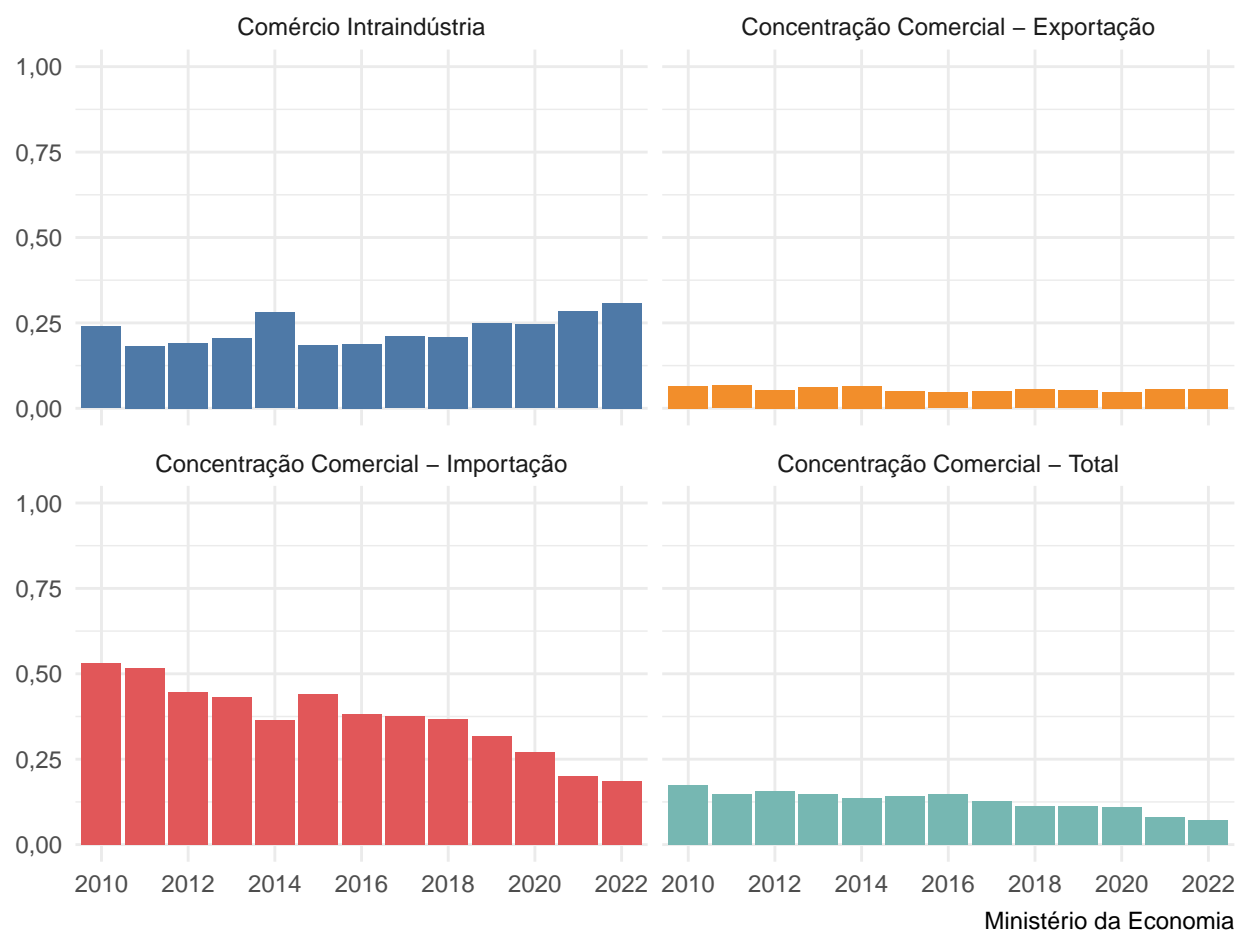 Comércio Intraindústria
Concentração Comercial – Exportação
1,00
0,75
0,50
0,25
0,00
Concentração Comercial – Importação
Concentração Comercial – Total
1,00
0,75
0,50
0,25
0,00
2010 2012 2014 2016 2018 2020 2022
2010 2012 2014 2016 2018 2020 2022
Ministério da Economia